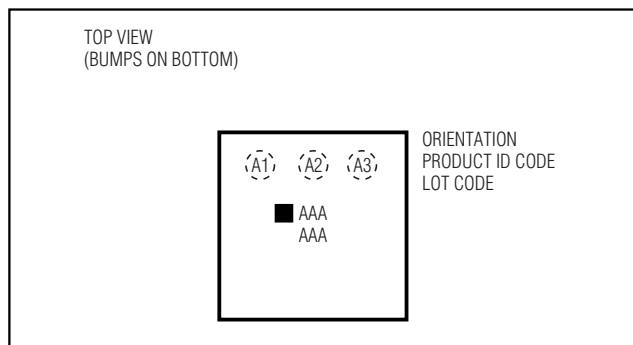 TOP VIEW
(BUMPS ON BOTTOM)
ORIENTATION
PRODUCT ID CODE
LOT CODE
A1 A2 A3
AAA
AAA